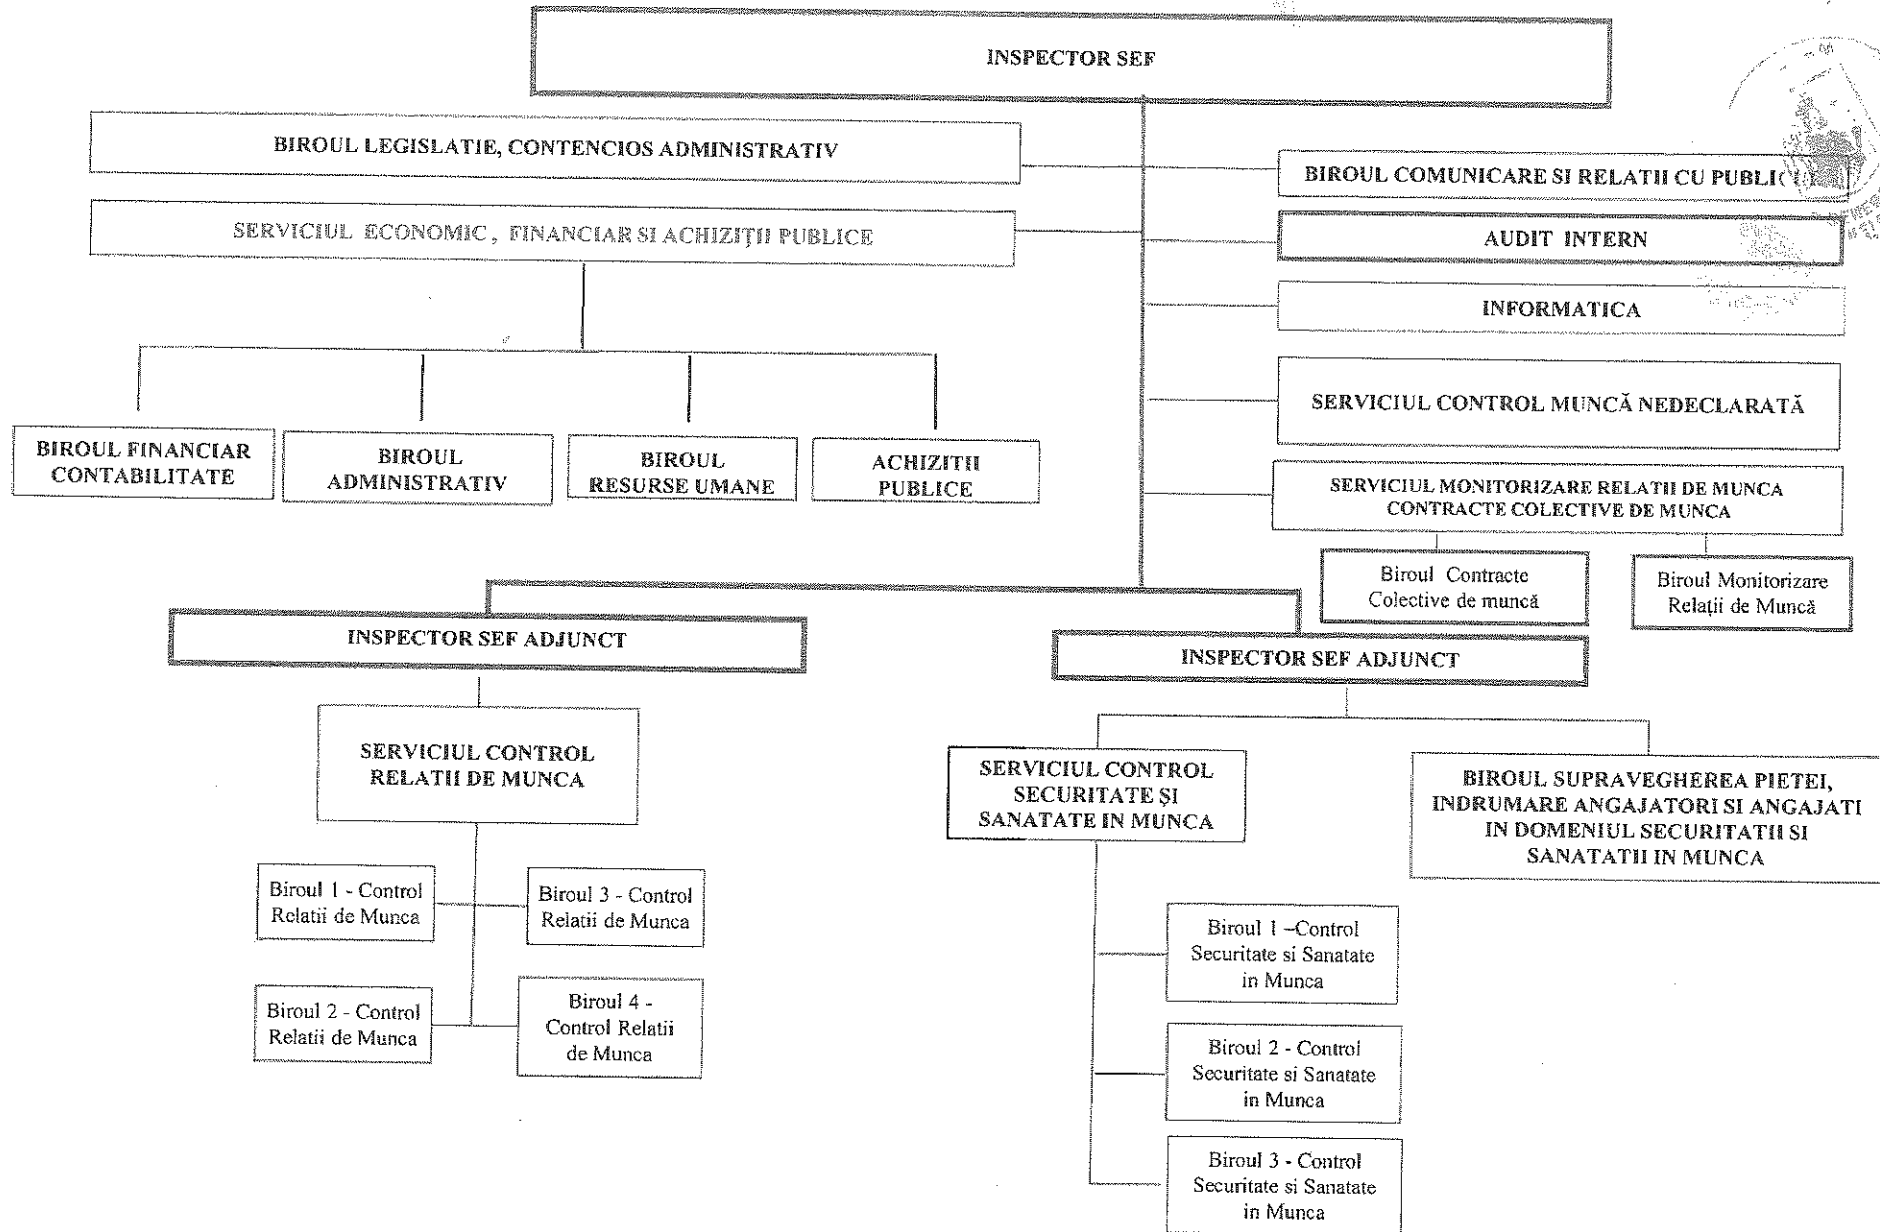 INSPECTOR SEF
BIROUL LEGISLATIE, CONTENCIOS ADMINISTRATIV
BIROUL COMUNICARE SI RELATII CU
SERVICIUL ECONOMIC, FINANCIAR SI ACHIZIŢII PUBLICE
AUDIT INTERN
INFORMATICA
SERVICIUL CONTROL MUNCĂ NEDECLARATĂ
BIROUL FINANCIAR
CONTABILITATE
BIROUL
ADMINISTRATIV
BIROUL
RESURSE UMANE
ACHIZITII
PUBLICE
SERVICIUL MONITORIZARE RELATII DE MUNCA
CONTRACTE COLECTIVE DE MUNCA
Biroul Contracte
Colective de muncă
Biroul Monitorizare
Relaţii de Muncă
INSPECTOR SEF ADJUNCT
INSPECTOR SEF ADJUNCT
SERVICIUL CONTROL
RELATII DE MUNCA
SERVICIUL CONTROL
SECURITATE ŞI
SANATATE IN MUNCA
BIROUL SUPRAVEGHEREA PIETEI,
INDRUMARE ANGAJATORI SI ANGAJATI
IN DOMENIUL SECURITATII SI
SANATATII IN MUNCA
Biroul 1 - Control
Relatii de Munca
Biroul 3 - Control
Relatii de Munca
Biroul 2 - Control
Relatii de Munca
Biroul 4 -
Control Relatii
de Munca
Biroul 1 –Control
Securitate si Sanatate
in Munca
Biroul 2 - Control
Securitate si Sanatate
in Munca
Biroul 3 - Control
Securitate si Sanatate
in Munca